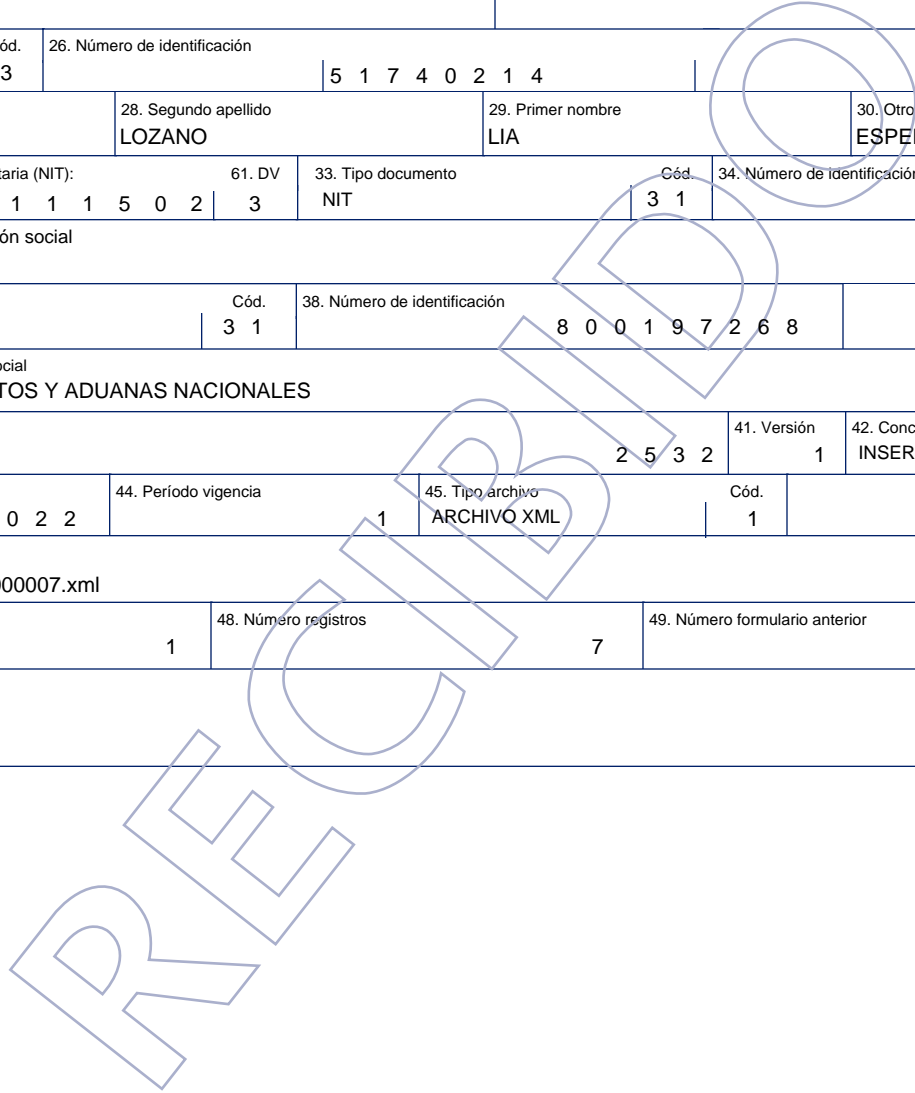 ód. 26. Número de identificación
3 5 1 7 4 0 2 1 4
28. Segundo apellido 29. Primer nombre 30. Otro
LOZANO LIA ESPE
taria (NIT): 61. DV 33. Tipo documento Cód. 34. Número de identificación
1 1 1 5 0 2 3 NIT 3 1
ón social
Cód. 38. Número de identificación
3 1 8 0 0 1 9 7 2 6 8
ocial
TOS Y ADUANAS NACIONALES
41. Versión 42. Conc
2 5 3 2 1 INSER
44. Período vigencia 45. Tipo archivo Cód.
0 2 2 1 ARCHIVO XML 1
00007.xml
48. Número registros 49. Número formulario anterior
1 7
RECIBIDO